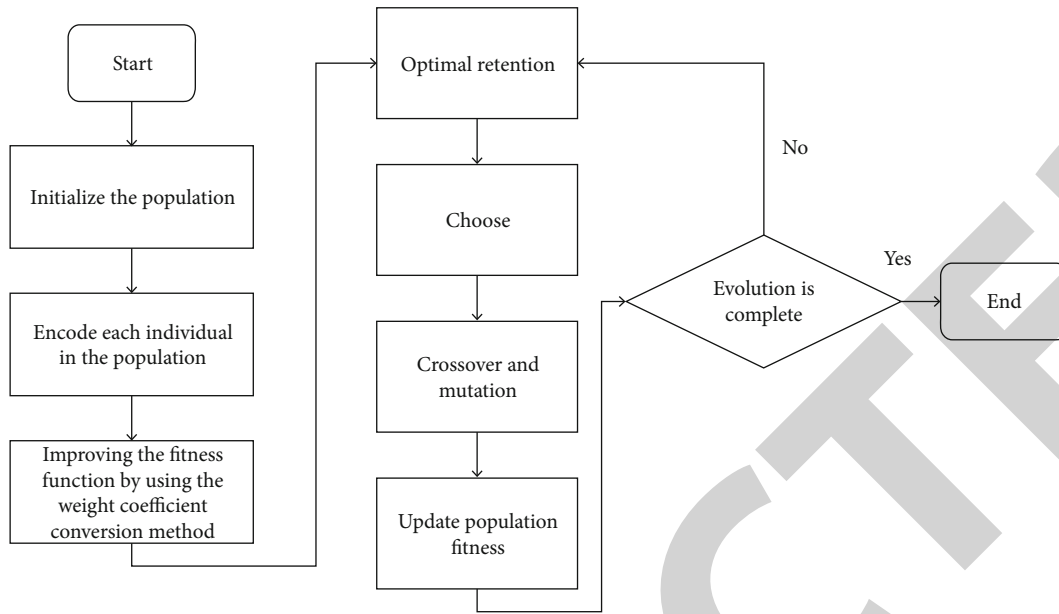 Start
Initialize the population
Encode each individual
in the population
Improving the fitness
function by using the
weight coefficient
conversion method
Optimal retention
Choose
Crossover and
mutation
Update population
fitness
No
Evolution is
complete
Yes
End